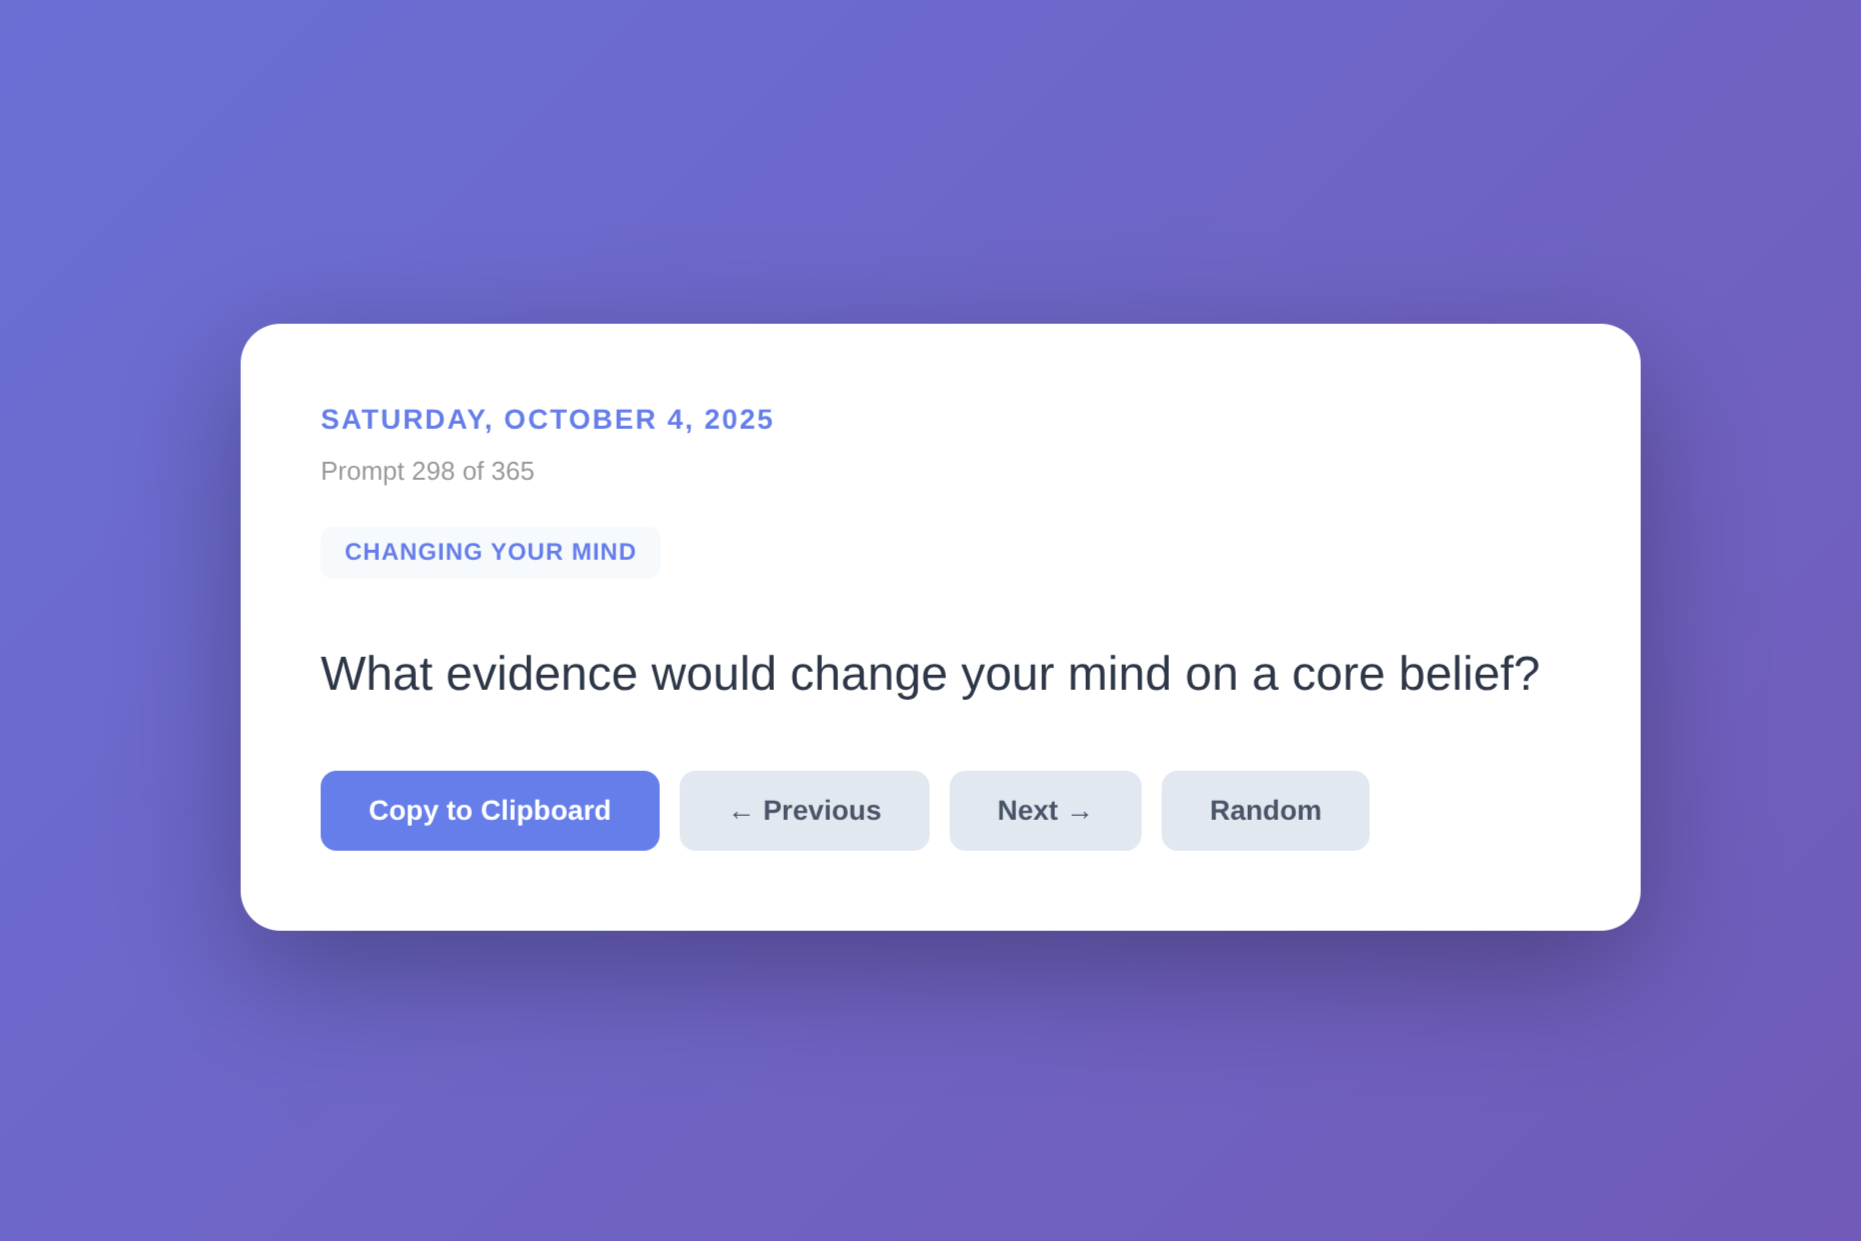 SATURDAY, OCTOBER 4, 2025
Prompt 298 of 365
CHANGING YOUR MIND
What evidence would change your mind on a core belief?
Copy to Clipboard
← Previous
Next →
Random